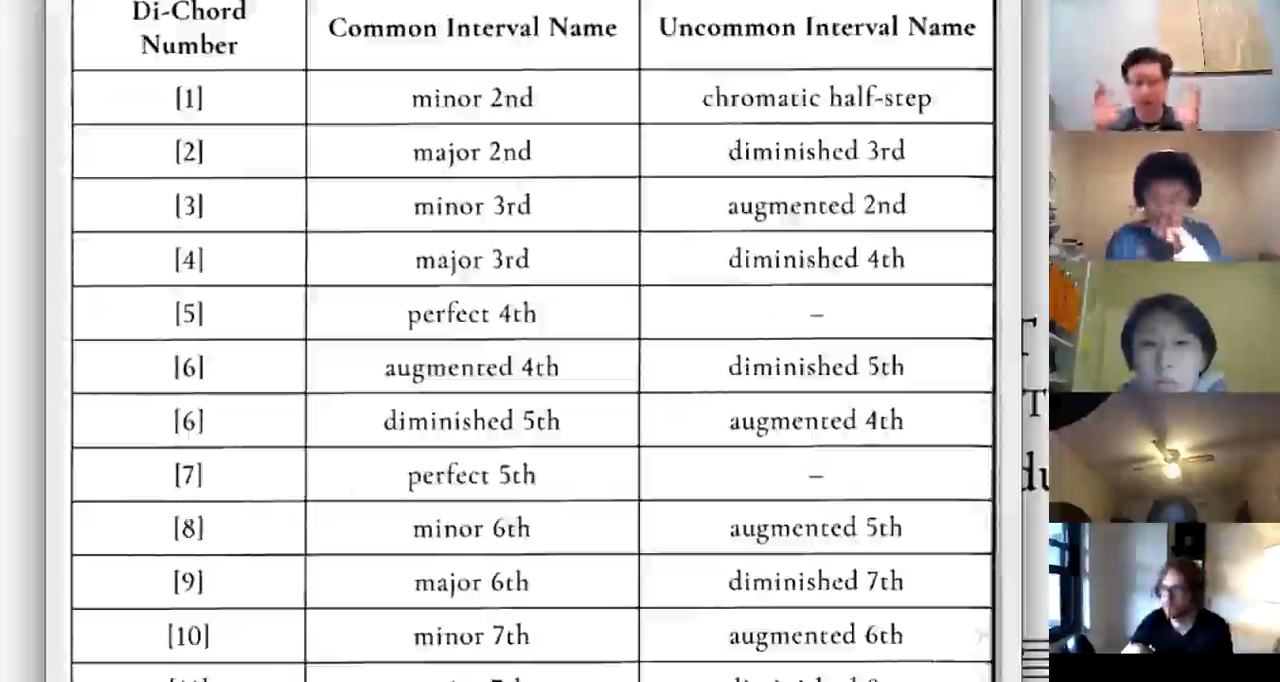 Di-Chord Number Common Interval Name Uncommon Interval Name
[1] minor 2nd chromatic half-step
[2] major 2nd diminished 3rd
[3] minor 3rd augmented 2nd
[4] major 3rd diminished 4th
[5] perfect 4th –
[6] augmented 4th diminished 5th
[6] diminished 5th augmented 4th
[7] perfect 5th –
[8] minor 6th augmented 5th
[9] major 6th diminished 7th
[10] minor 7th augmented 6th